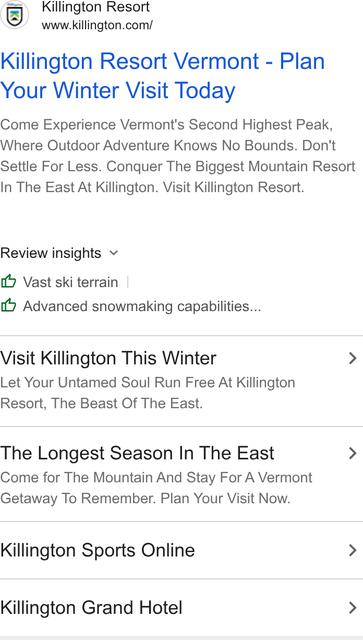 Killington Resort
www.killington.com/
Killington Resort Vermont - Plan
Your Winter Visit Today
Come Experience Vermont's Second Highest Peak,
Where Outdoor Adventure Knows No Bounds. Don't
Settle For Less. Conquer The Biggest Mountain Resort
In The East At Killington. Visit Killington Resort.
Review insights
Vast ski terrain
Advanced snowmaking capabilities...
Visit Killington This Winter
Let Your Untamed Soul Run Free At Killington
Resort, The Beast Of The East.
The Longest Season In The East
Come for The Mountain And Stay For A Vermont
Getaway To Remember. Plan Your Visit Now.
Killington Sports Online
Killington Grand Hotel